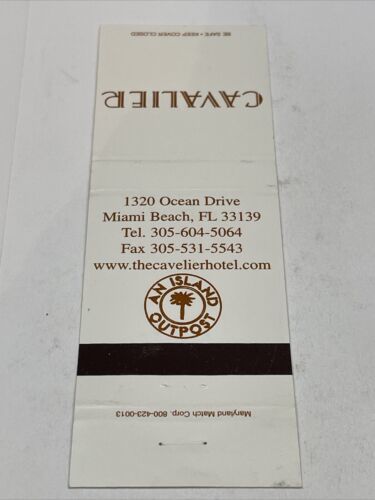 BE SAFE • KEEP COVER CLOSED
CAVALIER
1320 Ocean Drive
Miami Beach, FL 33139
Tel. 305-604-5064
Fax 305-531-5543
www.thecavelierhotel.com
AN ISLAND
OUTPOST
Maryland Match Corp. 800-423-0013